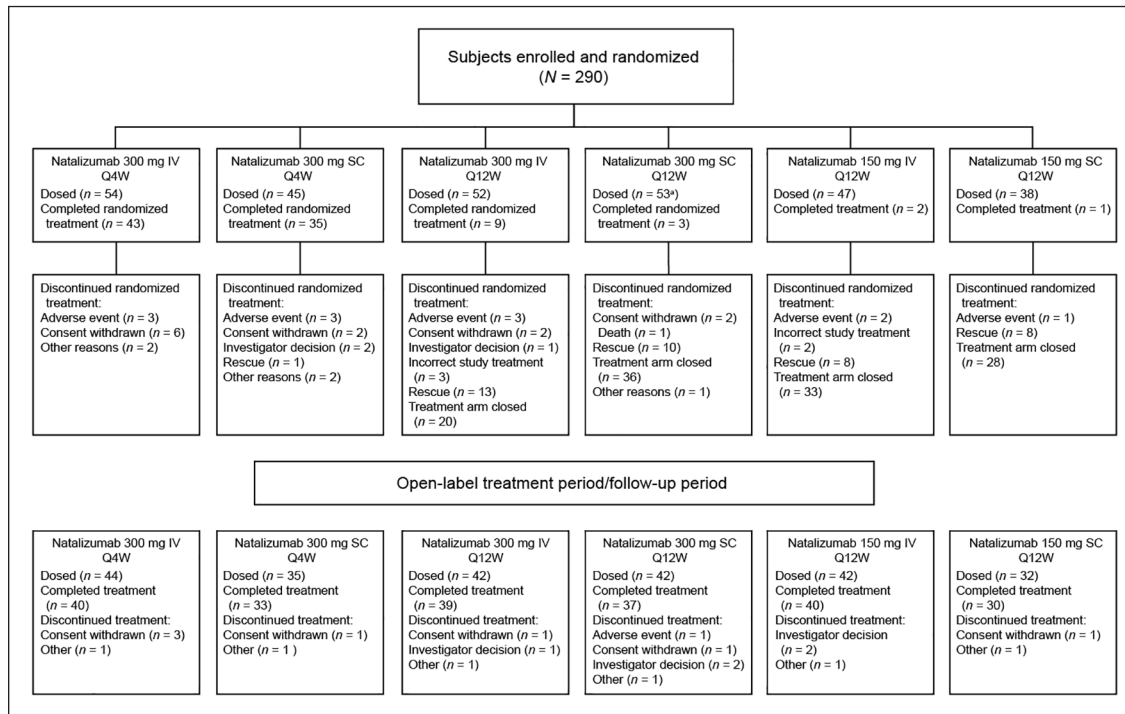 Subjects enrolled and randomized
(N = 290)
Natalizumab 300 mg IV
Q4W
Dosed (n = 54)
Completed randomized
treatment (n = 43)
Natalizumab 300 mg SC
Q4W
Dosed (n = 45)
Completed randomized
treatment (n = 35)
Natalizumab 300 mg IV
Q12W
Dosed (n = 52)
Completed randomized
treatment (n = 9)
Natalizumab 300 mg SC
Q12W
Dosed (n = 53ª)
Completed randomized
treatment (n = 3)
Natalizumab 150 mg IV
Q12W
Dosed (n = 47)
Completed treatment (n = 2)
Natalizumab 150 mg SC
Q12W
Dosed (n = 38)
Completed treatment (n = 1)
Discontinued randomized
treatment:
Adverse event (n = 3)
Consent withdrawn (n = 6)
Other reasons (n = 2)
Discontinued randomized
treatment:
Adverse event (n = 3)
Consent withdrawn (n = 2)
Investigator decision (n = 2)
Rescue (n = 1)
Other reasons (n = 2)
Discontinued randomized
treatment:
Adverse event (n = 3)
Consent withdrawn (n = 2)
Investigator decision (n = 1)
Incorrect study treatment
(n = 3)
Rescue (n = 13)
Treatment arm closed
(n = 20)
Discontinued randomized
treatment:
Consent withdrawn (n = 2)
Death (n = 1)
Rescue (n = 10)
Treatment arm closed
(n = 36)
Other reasons (n = 1)
Discontinued randomized
treatment:
Adverse event (n = 2)
Incorrect study treatment
(n = 2)
Rescue (n = 8)
Treatment arm closed
(n = 33)
Discontinued randomized
treatment:
Adverse event (n = 1)
Rescue (n = 8)
Treatment arm closed
(n = 28)
Open-label treatment period/follow-up period
Natalizumab 300 mg IV
Q4W
Dosed (n = 44)
Completed treatment
(n = 40)
Discontinued treatment:
Consent withdrawn (n = 3)
Other (n = 1)
Natalizumab 300 mg SC
Q4W
Dosed (n = 35)
Completed treatment
(n = 33)
Discontinued treatment:
Consent withdrawn (n = 1)
Other (n = 1 )
Natalizumab 300 mg IV
Q12W
Dosed (n = 42)
Completed treatment
(n = 39)
Discontinued treatment:
Consent withdrawn (n = 1)
Investigator decision (n = 1)
Other (n = 1)
Natalizumab 300 mg SC
Q12W
Dosed (n = 42)
Completed treatment
(n = 37)
Discontinued treatment:
Adverse event (n = 1)
Consent withdrawn (n = 1)
Investigator decision (n = 2)
Other (n = 1)
Natalizumab 150 mg IV
Q12W
Dosed (n = 42)
Completed treatment
(n = 40)
Discontinued treatment:
Investigator decision
(n = 2)
Other (n = 1)
Natalizumab 150 mg SC
Q12W
Dosed (n = 32)
Completed treatment
(n = 30)
Discontinued treatment:
Consent withdrawn (n = 1)
Other (n = 1)